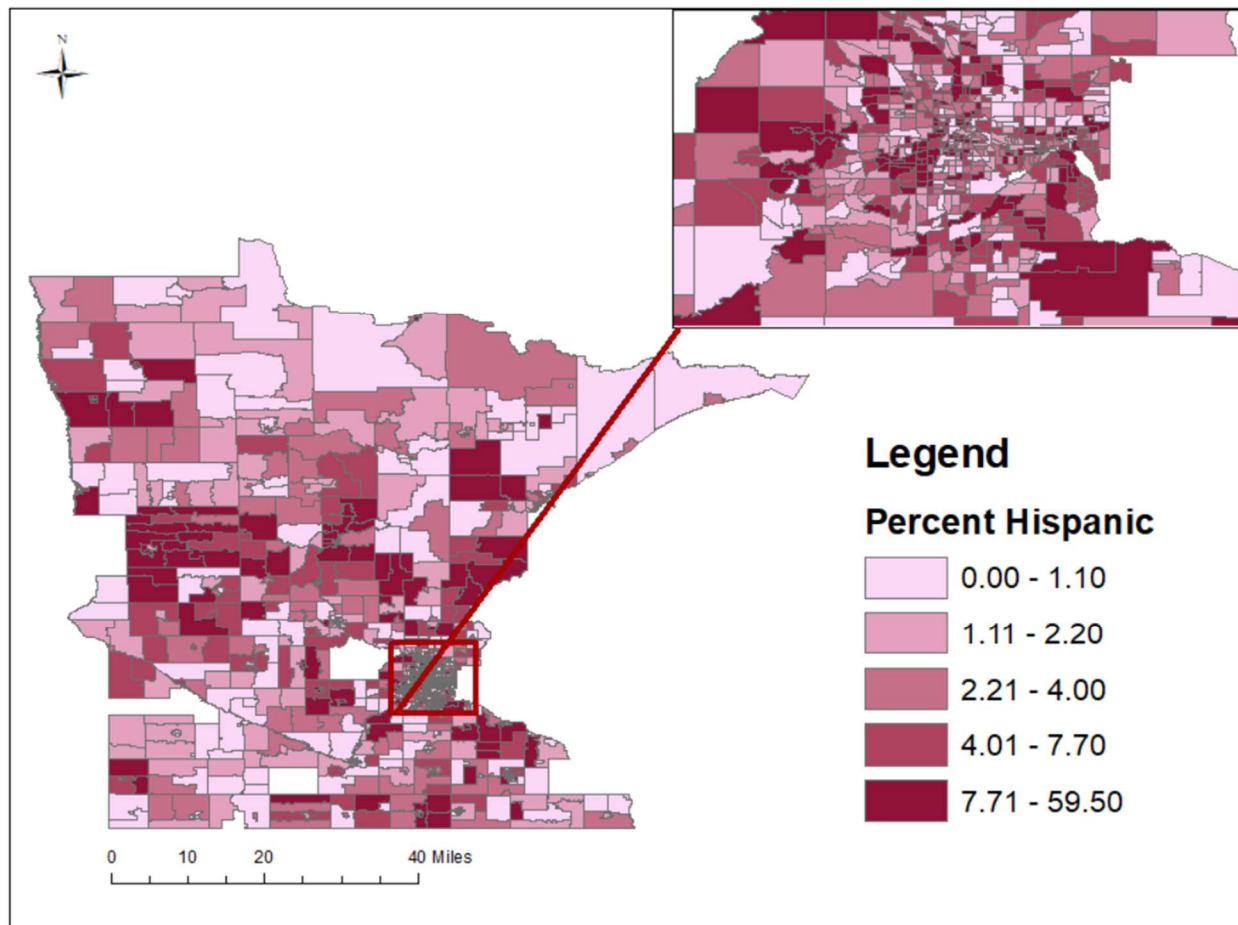 N
Legend
Percent Hispanic
0.00 - 1.10
1.11 - 2.20
2.21 - 4.00
4.01 - 7.70
7.71 - 59.50
0 10 20 40 Miles